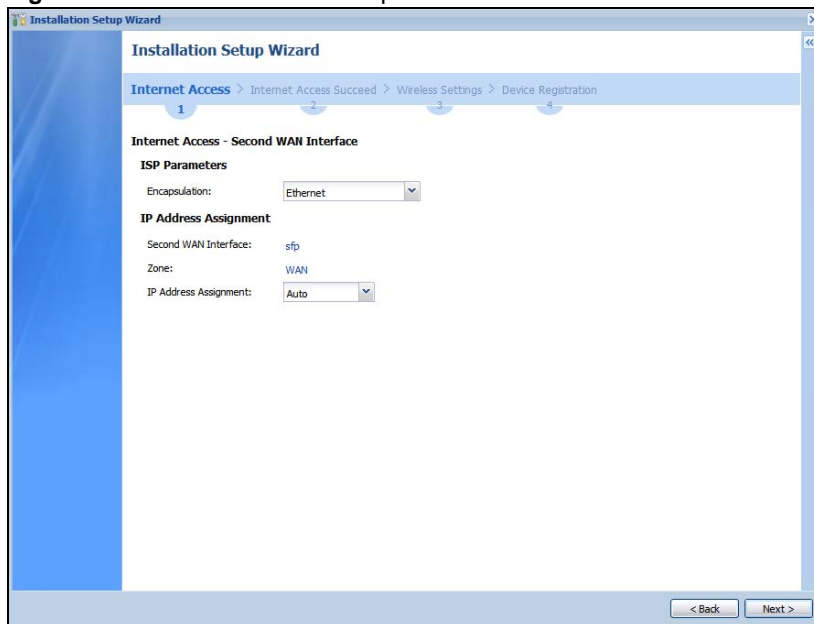 Installation Setup Wizard
Installation Setup Wizard
Internet Access > Internet Access Succeed > Wireless Settings > Device Registration
1 2 3 4
Internet Access - Second WAN Interface
ISP Parameters
Encapsulation: Ethernet
IP Address Assignment
Second WAN Interface: sfp
Zone: WAN
IP Address Assignment: Auto
< Back Next >